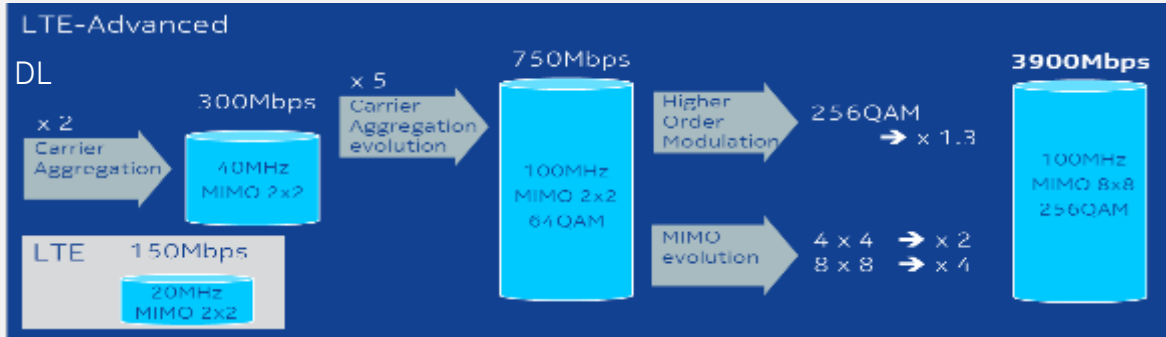 LTE-Advanced
DL
x 2
Carrier
Aggregation
300Mbps
40MHz
MIMO 2x2
x 5
Carrier
Aggregation
evolution
750Mbps
100MHz
MIMO 2x2
64QAM
Higher
Order
Modulation
256QAM
➔ x 1.3
MIMO
evolution
4 x 4 ➔ x 2
8 x 8 ➔ x 4
3900Mbps
100MHz
MIMO 8x8
256QAM
LTE 150Mbps
20MHz
MIMO 2x2